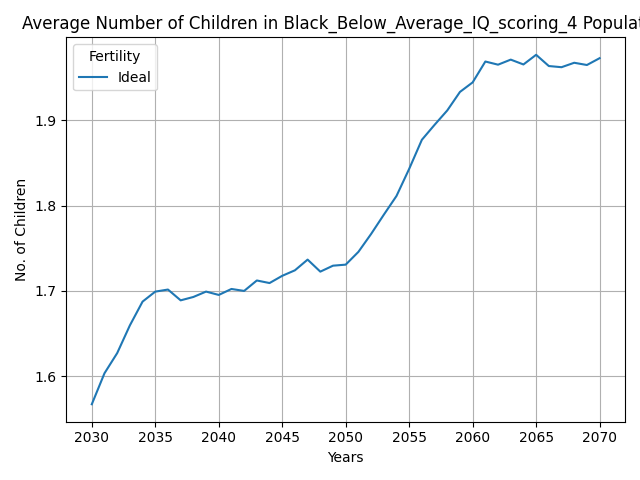 Average Number of Children in Black_Below_Average_IQ_scoring_4 Populat
Fertility
Ideal
No. of Children
1.9
1.8
1.7
1.6
2030 2035 2040 2045 2050 2055 2060 2065 2070
Years